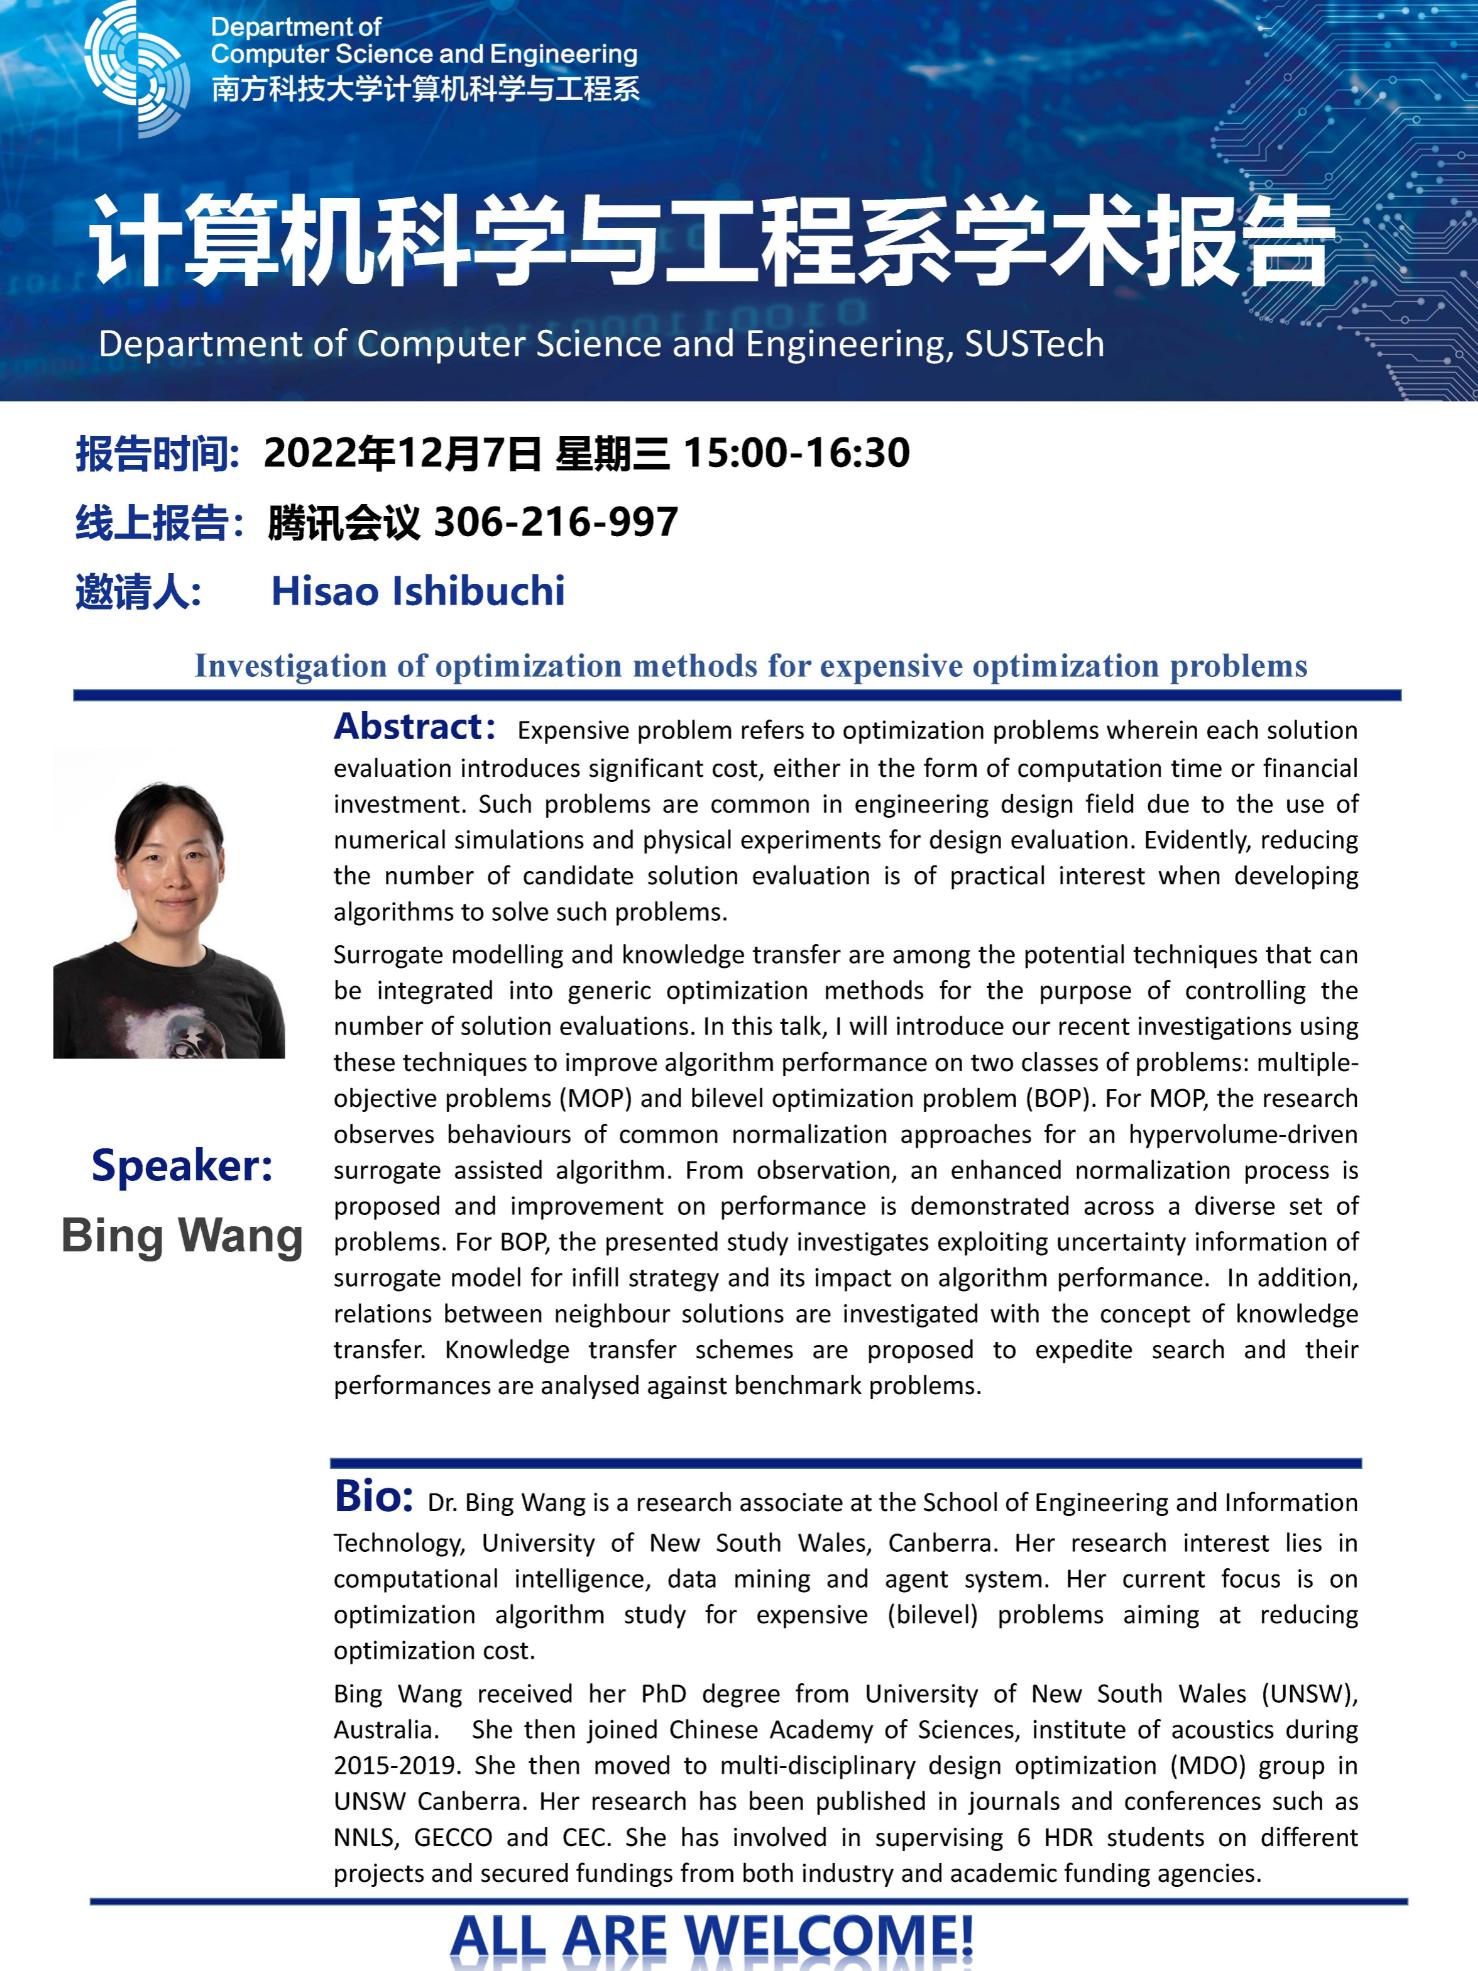 Department of
Computer Science and Engineering
南方科技大学计算机科学与工程系
计算机科学与工程系学术报告
Department of Computer Science and Engineering, SUSTech
报告时间: 2022年12月7日 星期三 15:00-16:30
线上报告：腾讯会议 306-216-997
邀请人: Hisao Ishibuchi
Investigation of optimization methods for expensive optimization problems
Abstract： Expensive problem refers to optimization problems wherein each solution
evaluation introduces significant cost, either in the form of computation time or financial
investment. Such problems are common in engineering design field due to the use of
numerical simulations and physical experiments for design evaluation. Evidently, reducing
the number of candidate solution evaluation is of practical interest when developing
algorithms to solve such problems.
Surrogate modelling and knowledge transfer are among the potential techniques that can
be integrated into generic optimization methods for the purpose of controlling the
number of solution evaluations. In this talk, I will introduce our recent investigations using
these techniques to improve algorithm performance on two classes of problems: multiple-
objective problems (MOP) and bilevel optimization problem (BOP). For MOP, the research
observes behaviours of common normalization approaches for an hypervolume-driven
surrogate assisted algorithm. From observation, an enhanced normalization process is
proposed and improvement on performance is demonstrated across a diverse set of
problems. For BOP, the presented study investigates exploiting uncertainty information of
surrogate model for infill strategy and its impact on algorithm performance. In addition,
relations between neighbour solutions are investigated with the concept of knowledge
transfer. Knowledge transfer schemes are proposed to expedite search and their
performances are analysed against benchmark problems.
Speaker:
Bing Wang
Bio: Dr. Bing Wang is a research associate at the School of Engineering and Information
Technology, University of New South Wales, Canberra. Her research interest lies in
computational intelligence, data mining and agent system. Her current focus is on
optimization algorithm study for expensive (bilevel) problems aiming at reducing
optimization cost.
Bing Wang received her PhD degree from University of New South Wales (UNSW),
Australia. She then joined Chinese Academy of Sciences, institute of acoustics during
2015-2019. She then moved to multi-disciplinary design optimization (MDO) group in
UNSW Canberra. Her research has been published in journals and conferences such as
NNLS, GECCO and CEC. She has involved in supervising 6 HDR students on different
projects and secured fundings from both industry and academic funding agencies.
ALL ARE WELCOME!